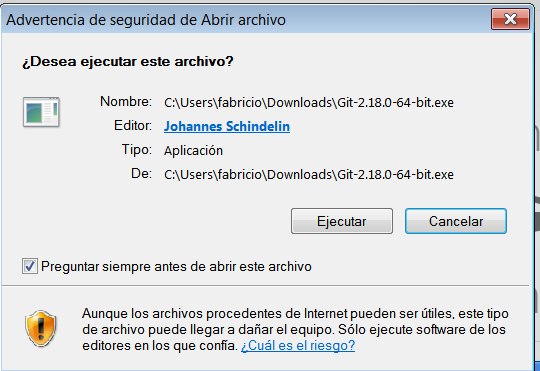 Advertencia de seguridad de Abrir archivo
¿Desea ejecutar este archivo?
Nombre: C:\Users\fabricio\Downloads\Git-2.18.0-64-bit.exe
Editor: Johannes Schindelin
Tipo: Aplicación
De: C:\Users\fabricio\Downloads\Git-2.18.0-64-bit.exe
Ejecutar Cancelar
Preguntar siempre antes de abrir este archivo
Aunque los archivos procedentes de Internet pueden ser útiles, este tipo
de archivo puede llegar a dañar el equipo. Sólo ejecute software de los
editores en los que confía. ¿Cuál es el riesgo?